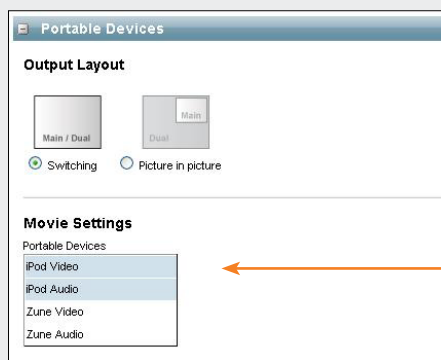 Portable Devices
Output Layout
Main / Dual
Main
Dual
Switching
Picture in picture
Movie Settings
Portable Devices
iPod Video
iPod Audio
Zune Video
Zune Audio